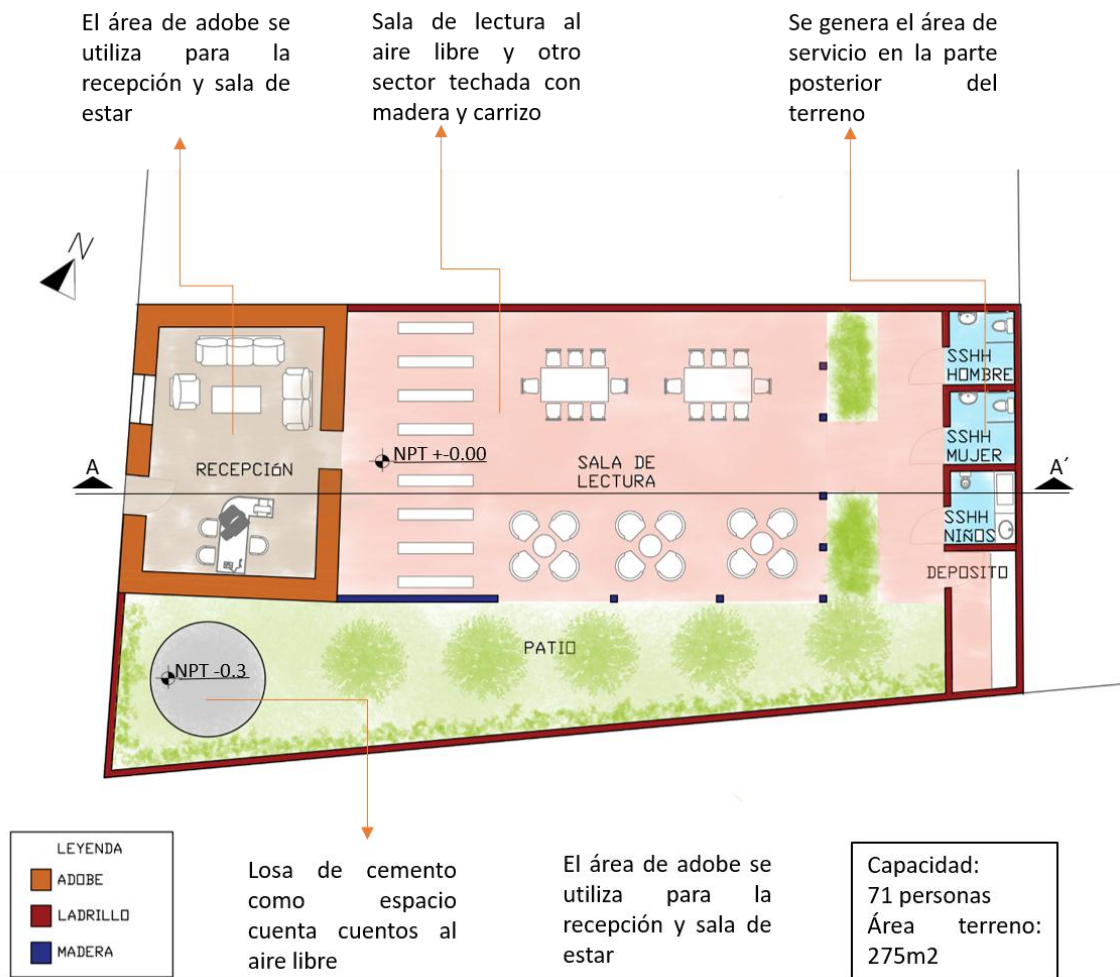 El área de adobe se
utiliza para la
recepción y sala de
estar
Sala de lectura al
aire libre y otro
sector techada con
madera y carrizo
Se genera el área de
servicio en la parte
posterior del
terreno
N
SSHH
HOMBRE
SSHH
MUJER
A
RECEPCIóN
NPT +-0.00
SALA DE
LECTURA
A´
SSHH
NIÑOS
DEPOSITO
PATIO
NPT -0.3
LEYENDA
ADOBE
LADRILLO
MADERA
Losa de cemento
como espacio
cuenta cuentos al
aire libre
El área de adobe se
utiliza para la
recepción y sala de
estar
Capacidad:
71 personas
Área terreno:
275m2